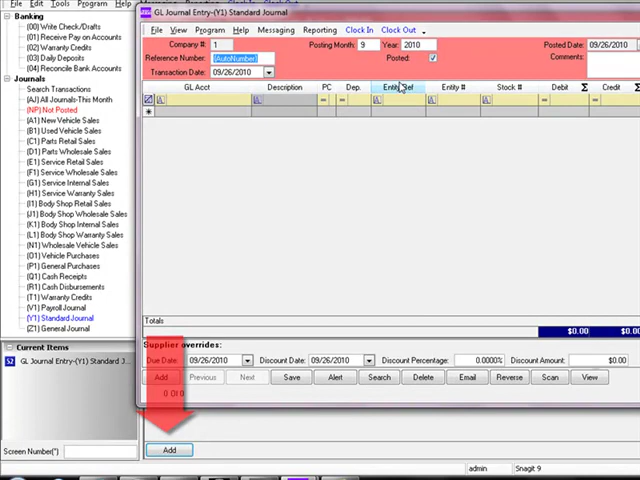 File Edit Tools Program Help
Banking
(00) Write Check/Drafts
(01) Receive Pay on Accounts
(02) Warranty Credits
(03) Daily Deposits
(04) Reconcile Bank Accounts
Journals
Search Transactions
(AJ) All Journals-This Month
(NP) Not Posted
(A1) New Vehicle Sales
(B1) Used Vehicle Sales
(C1) Parts Retail Sales
(D1) Parts Wholesale Sales
(E1) Service Retail Sales
(F1) Service Wholesale Sales
(G1) Service Internal Sales
(H1) Service Warranty Sales
(I1) Body Shop Retail Sales
(J1) Body Shop Wholesale Sales
(K1) Body Shop Internal Sales
(L1) Body Shop Warranty Sales
(N1) Wholesale Vehicle Sales
(O1) Vehicle Purchases
(P1) General Purchases
(Q1) Cash Receipts
(R1) Cash Disbursements
(T1) Warranty Credits
(V1) Payroll Journal
(Y1) Standard Journal
(Z1) General Journal
Current Items
GL Journal Entry-(Y1) Standard J...
Screen Number(*)
GL Journal Entry-(Y1) Standard Journal
File View Program Help Messaging Reporting Clock In Clock Out
Company #: 1 Posting Month: 9 Year: 2010 Posted Date: 09/26/2010
Reference Number: (AutoNumber) Posted: Comments:
Transaction Date: 09/26/2010
GL Acct Description PC Dep. Entity Ref Entity # Stock # Debit Σ Credit Σ
Totals $0.00 $0.00
Supplier overrides:
Due Date: 09/26/2010 Discount Date: 09/26/2010 Discount Percentage: 0.0000% Discount Amount: $0.00
Add Previous Next Save Alert Search Delete Email Reverse Scan View
0 Of 0
Add
admin Snagit 9